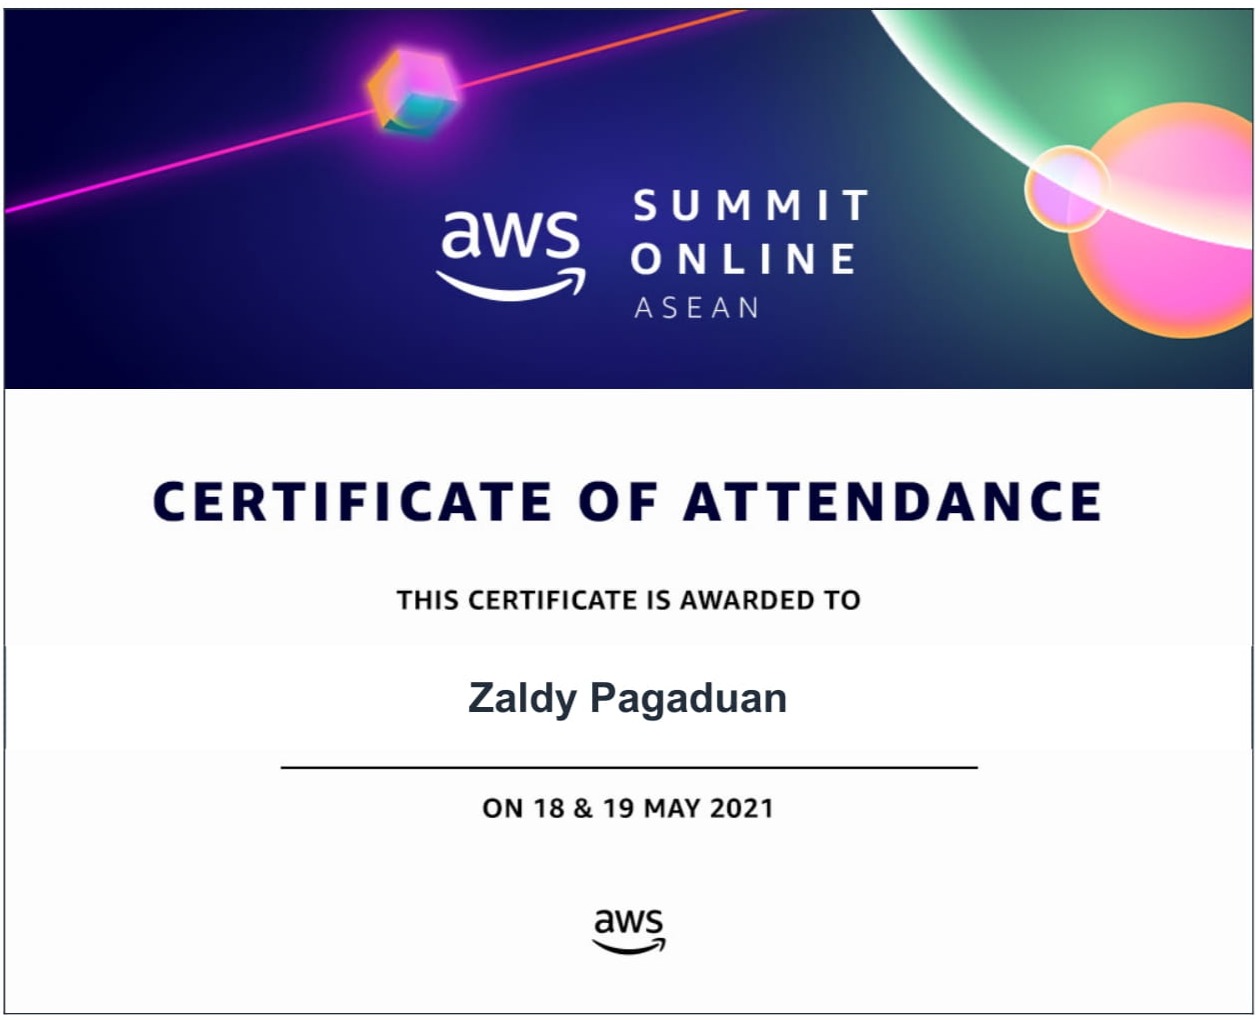 aws
SUMMIT
ONLINE
ASEAN
CERTIFICATE OF ATTENDANCE
THIS CERTIFICATE IS AWARDED TO
Zaldy Pagaduan
ON 18 & 19 MAY 2021
aws